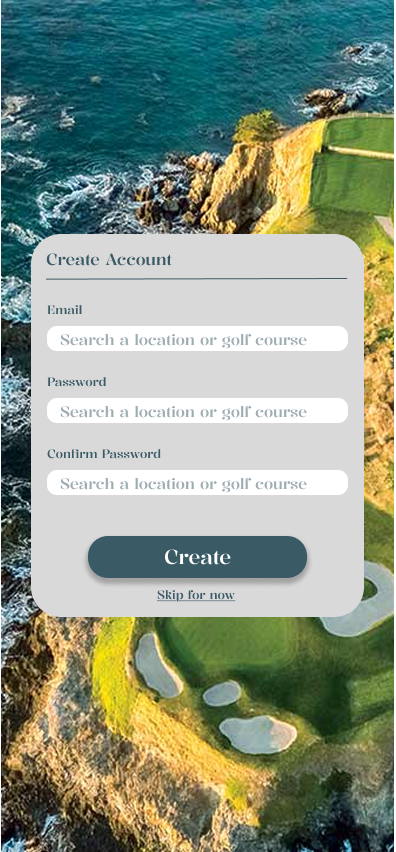 Create Account
Email
Search a location or golf course
Password
Search a location or golf course
Confirm Password
Search a location or golf course
Create
Skip for now